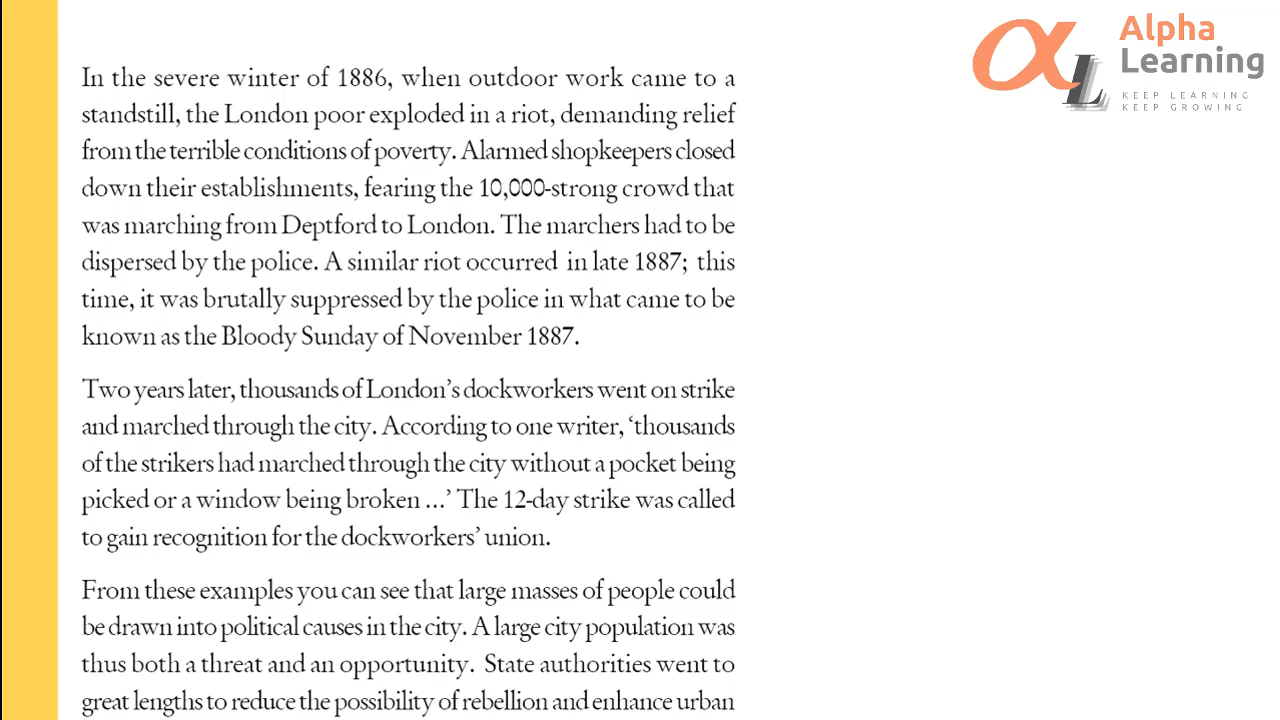 Alpha
Learning
KEEP LEARNING
KEEP GROWING
In the severe winter of 1886, when outdoor work came to a
standstill, the London poor exploded in a riot, demanding relief
from the terrible conditions of poverty. Alarmed shopkeepers closed
down their establishments, fearing the 10,000-strong crowd that
was marching from Deptford to London. The marchers had to be
dispersed by the police. A similar riot occurred in late 1887; this
time, it was brutally suppressed by the police in what came to be
known as the Bloody Sunday of November 1887.
Two years later, thousands of London’s dockworkers went on strike
and marched through the city. According to one writer, ‘thousands
of the strikers had marched through the city without a pocket being
picked or a window being broken …’ The 12-day strike was called
to gain recognition for the dockworkers’ union.
From these examples you can see that large masses of people could
be drawn into political causes in the city. A large city population was
thus both a threat and an opportunity. State authorities went to
great lengths to reduce the possibility of rebellion and enhance urban